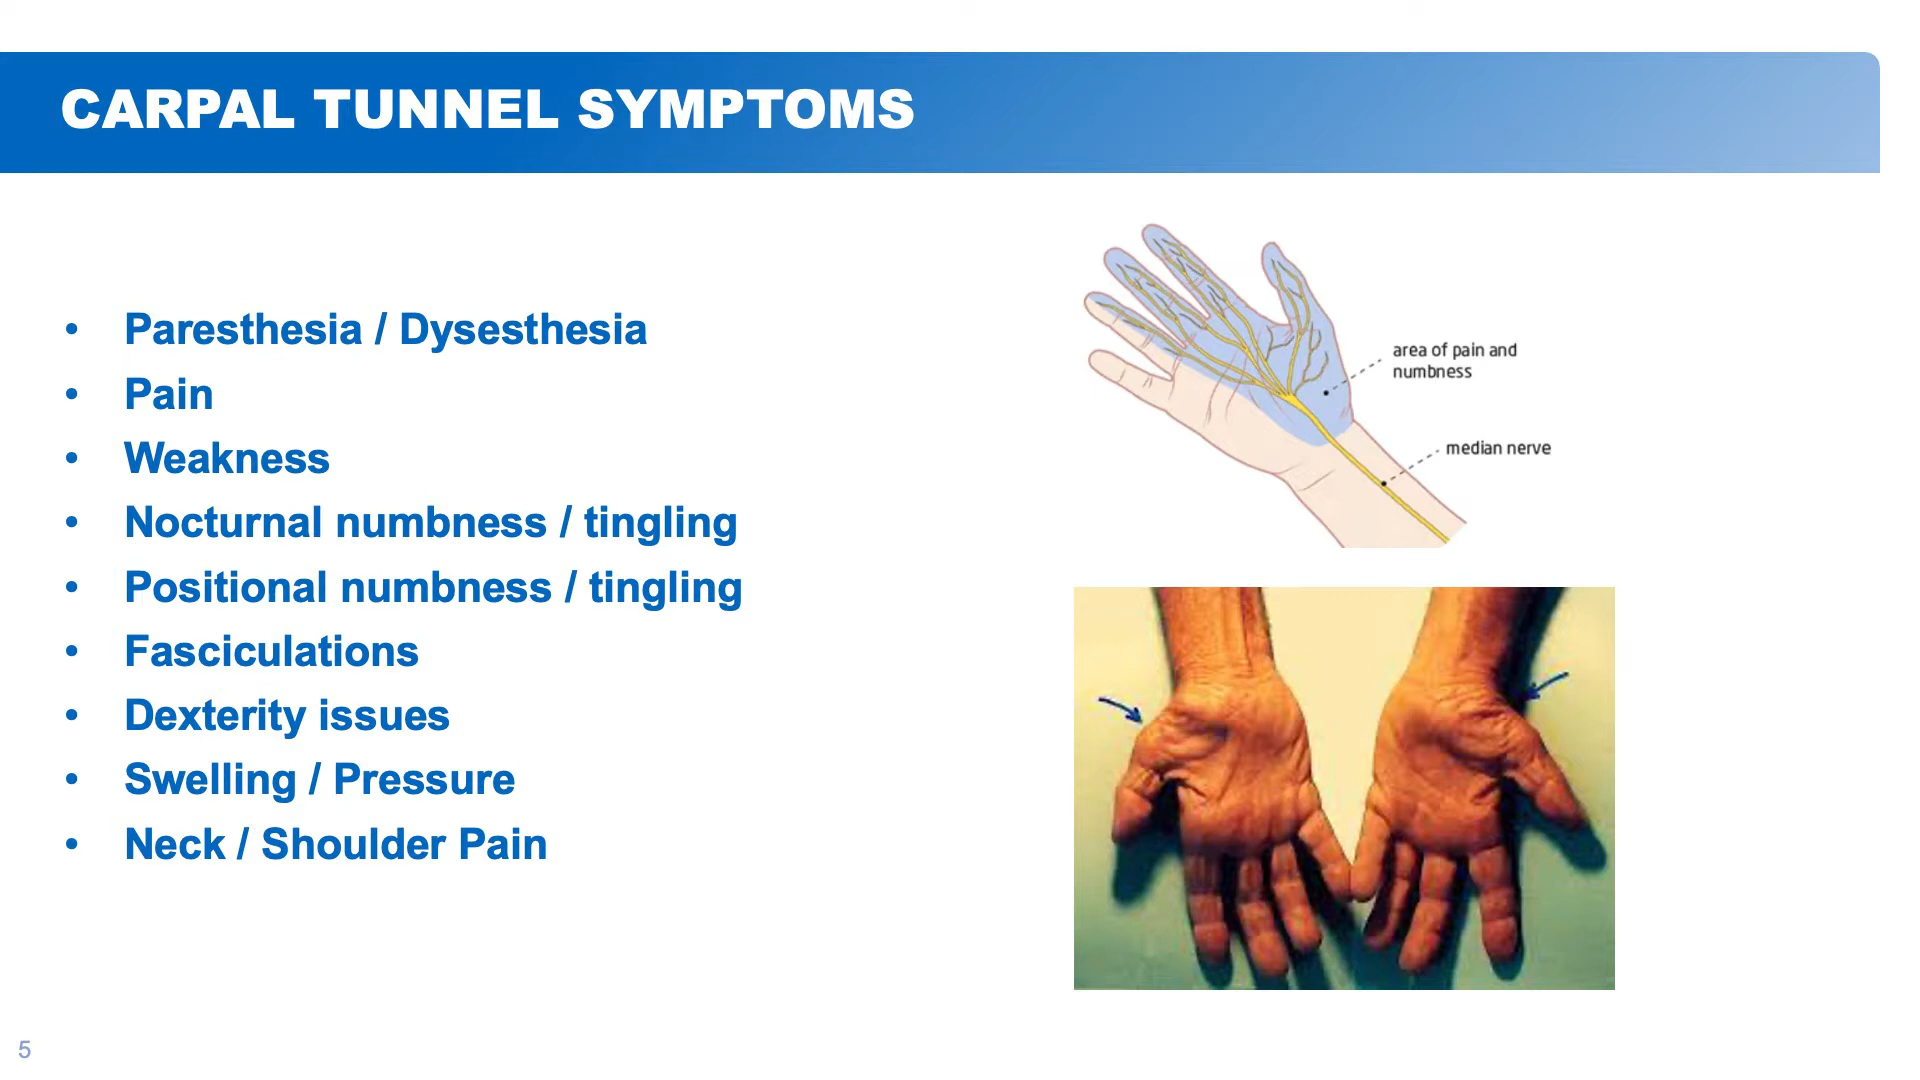 CARPAL TUNNEL SYMPTOMS
• Paresthesia / Dysesthesia
• Pain
• Weakness
• Nocturnal numbness / tingling
• Positional numbness / tingling
• Fasciculations
• Dexterity issues
• Swelling / Pressure
• Neck / Shoulder Pain
area of pain and
numbness
median nerve
5